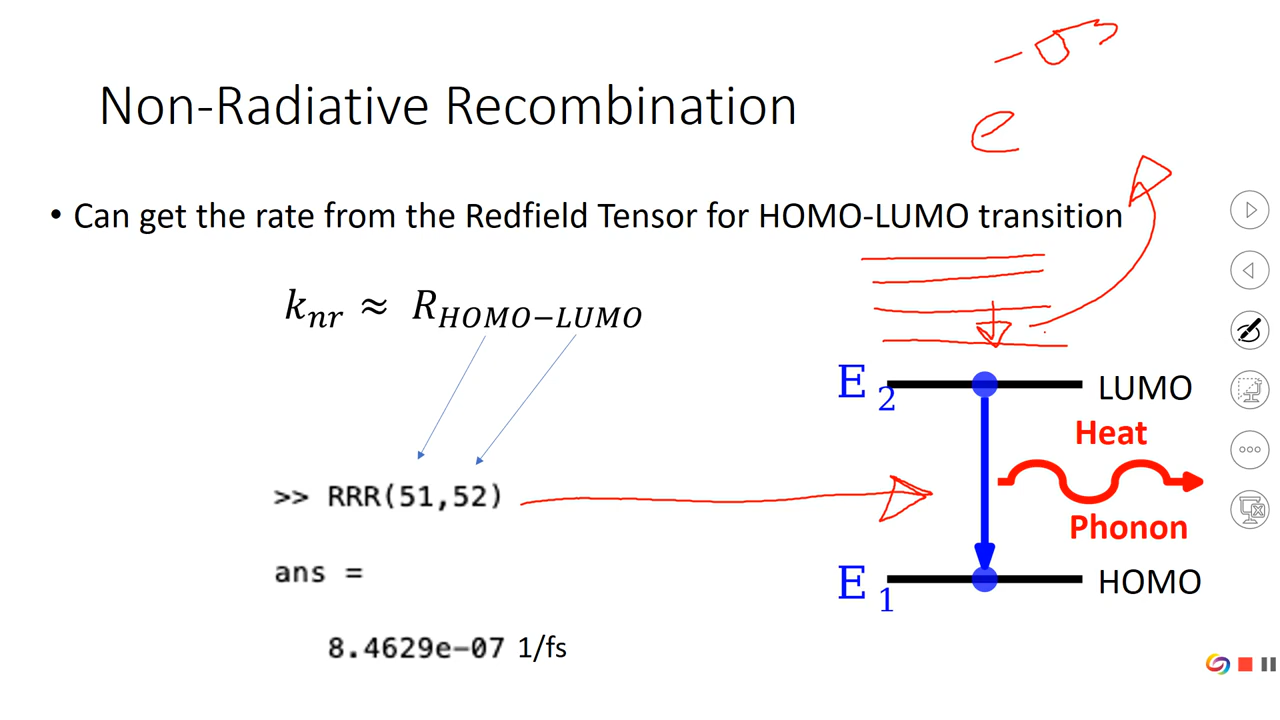 Non-Radiative Recombination
• Can get the rate from the Redfield Tensor for HOMO-LUMO transition
k_nr ≈ R_HOMO−LUMO
>> RRR(51,52)
ans =
8.4629e-07 1/fs
e
E 2
LUMO
Heat
Phonon
E 1
HOMO